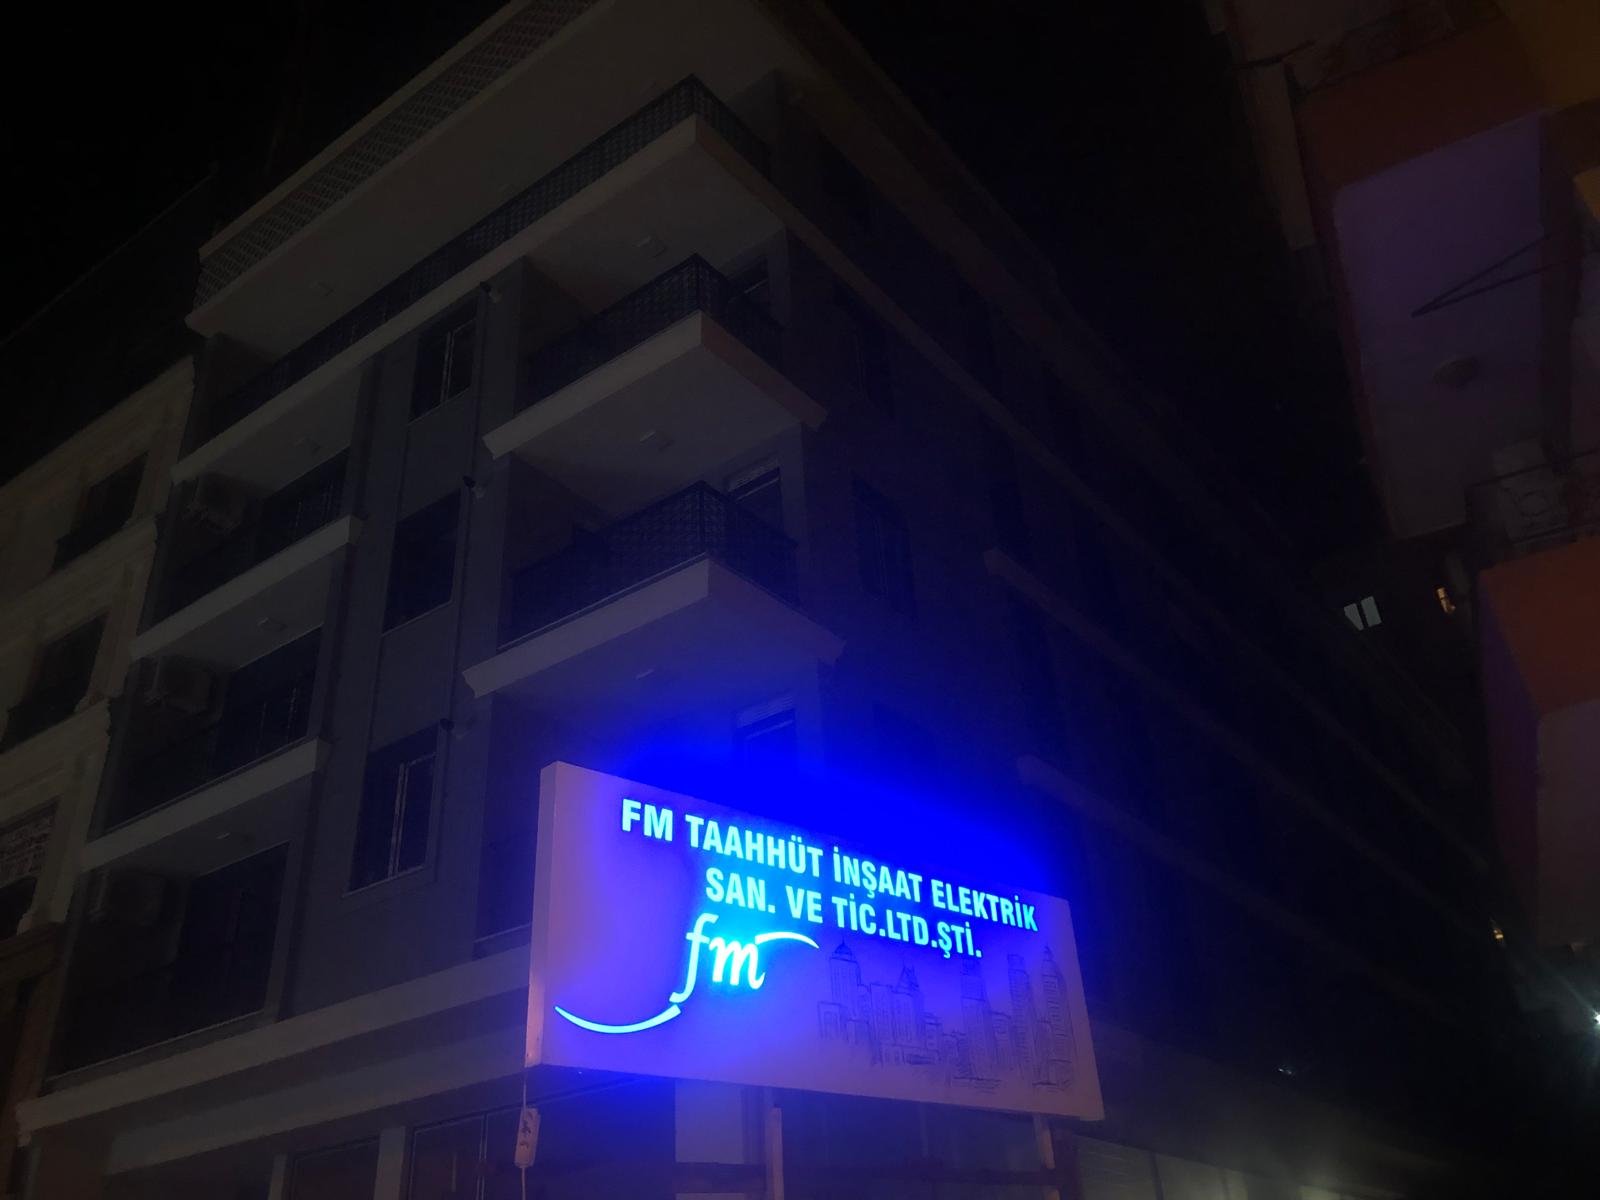 FM TAAHHÜT İNŞAAT ELEKTRİK
SAN. VE TİC.LTD.ŞTİ.
fm